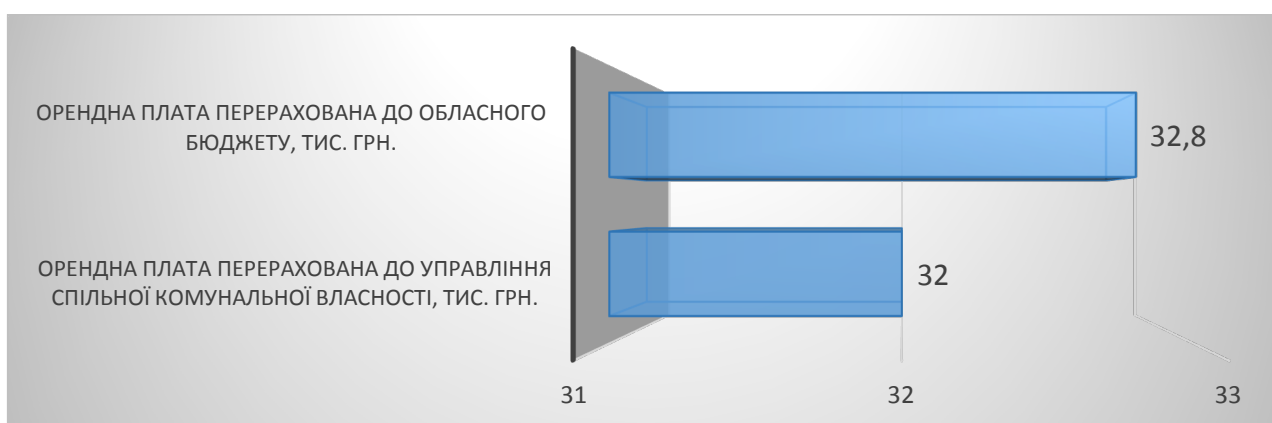 ОРЕНДНА ПЛАТА ПЕРЕРАХОВАНА ДО ОБЛАСНОГО
БЮДЖЕТУ, ТИС. ГРН.
32,8
ОРЕНДНА ПЛАТА ПЕРЕРАХОВАНА ДО УПРАВЛІННЯ
СПІЛЬНОЇ КОМУНАЛЬНОЇ ВЛАСНОСТІ, ТИС. ГРН.
32
31 32 33